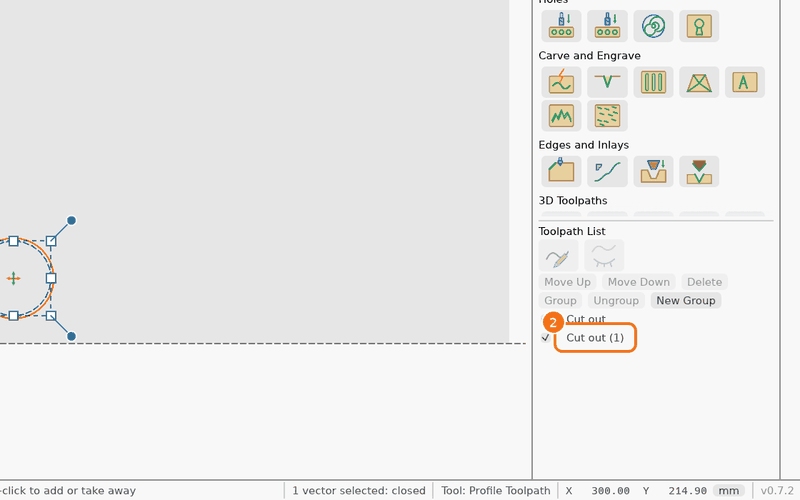 Holes
Carve and Engrave
A
Edges and Inlays
3D Toolpaths
Toolpath List
Move Up Move Down Delete
Group Ungroup New Group
2 Cut out
Cut out (1)
-click to add or take away 1 vector selected: closed Tool: Profile Toolpath X 300.00 Y 214.90 mm v0.7.2